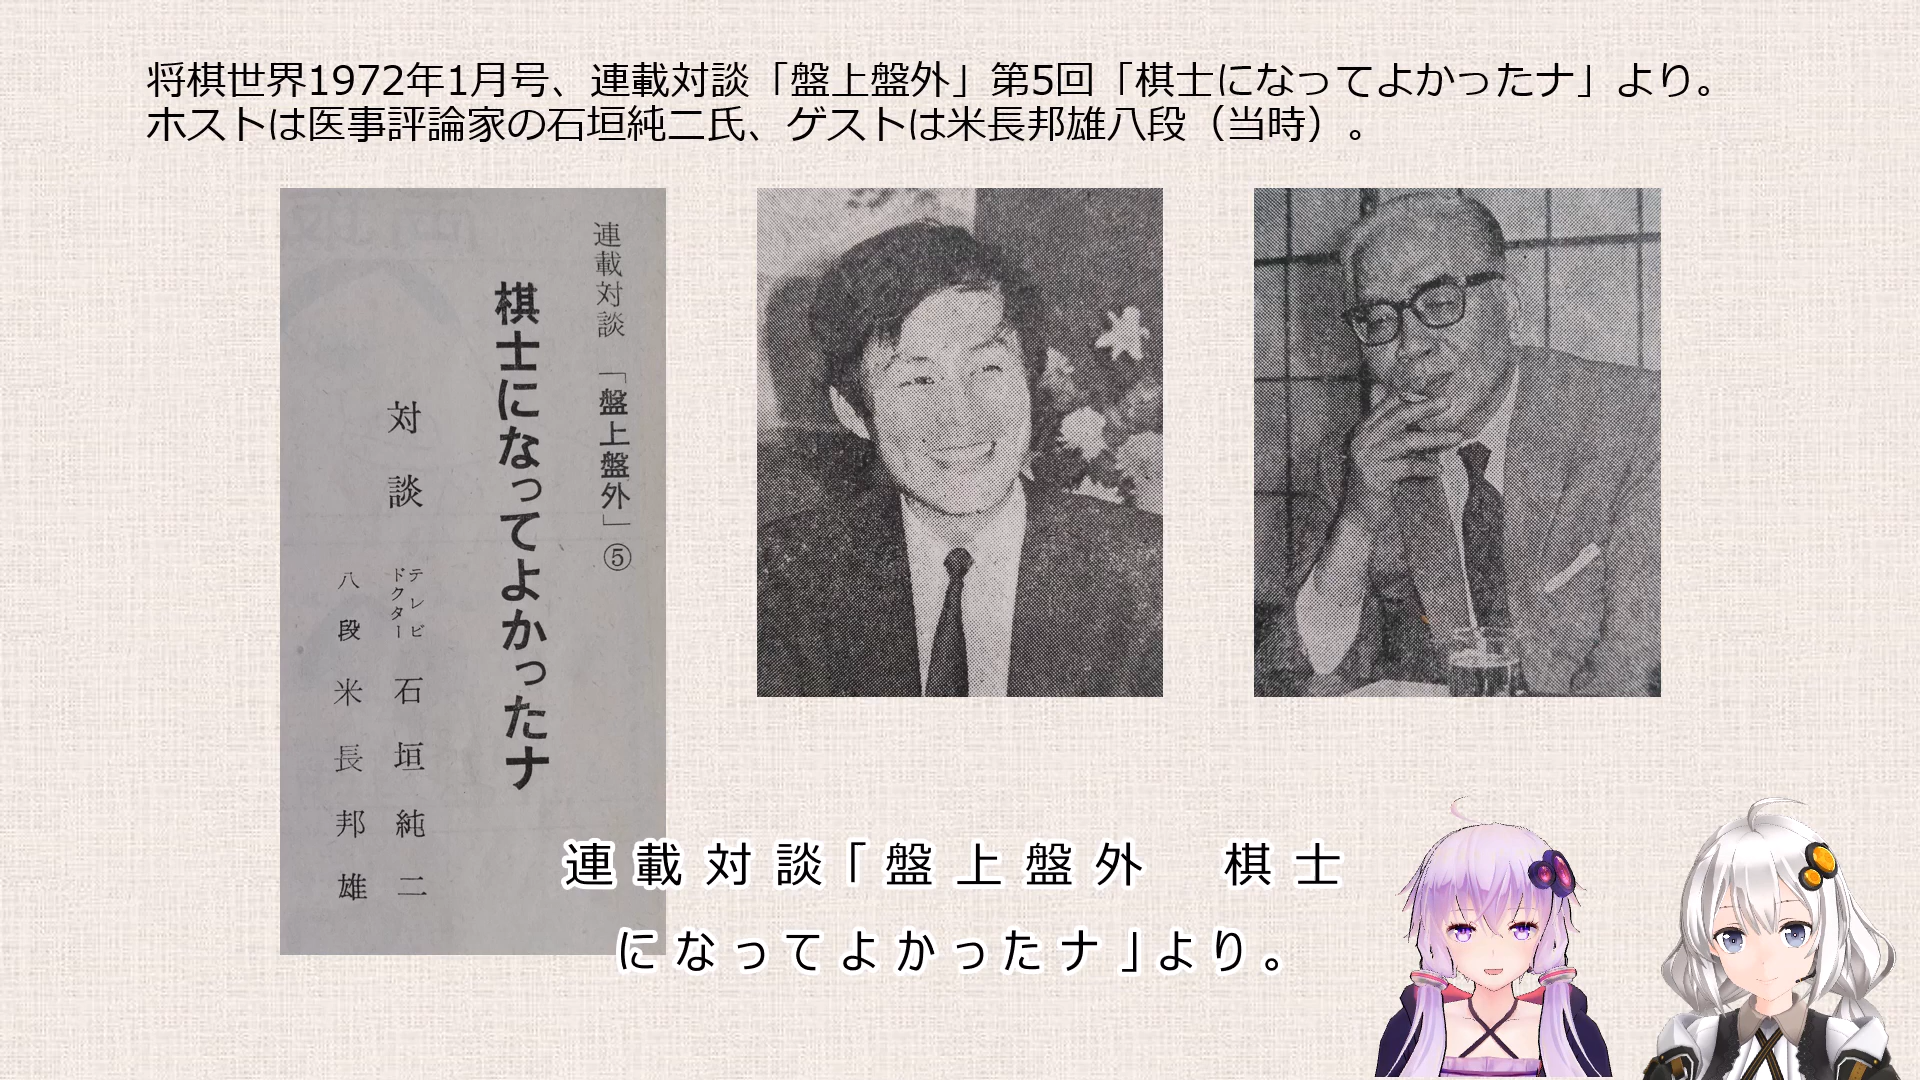 将棋世界1972年1月号、連載対談「盤上盤外」第5回「棋士になってよかったナ」より。
ホストは医事評論家の石垣純二氏、ゲストは米長邦雄八段（当時）。
連載対談「盤上盤外」⑤
棋士になってよかったナ
対談
テレビ
ドクター
石垣純二
八段 米長邦雄
連載対談「盤上盤外　棋士
になってよかったナ」より。